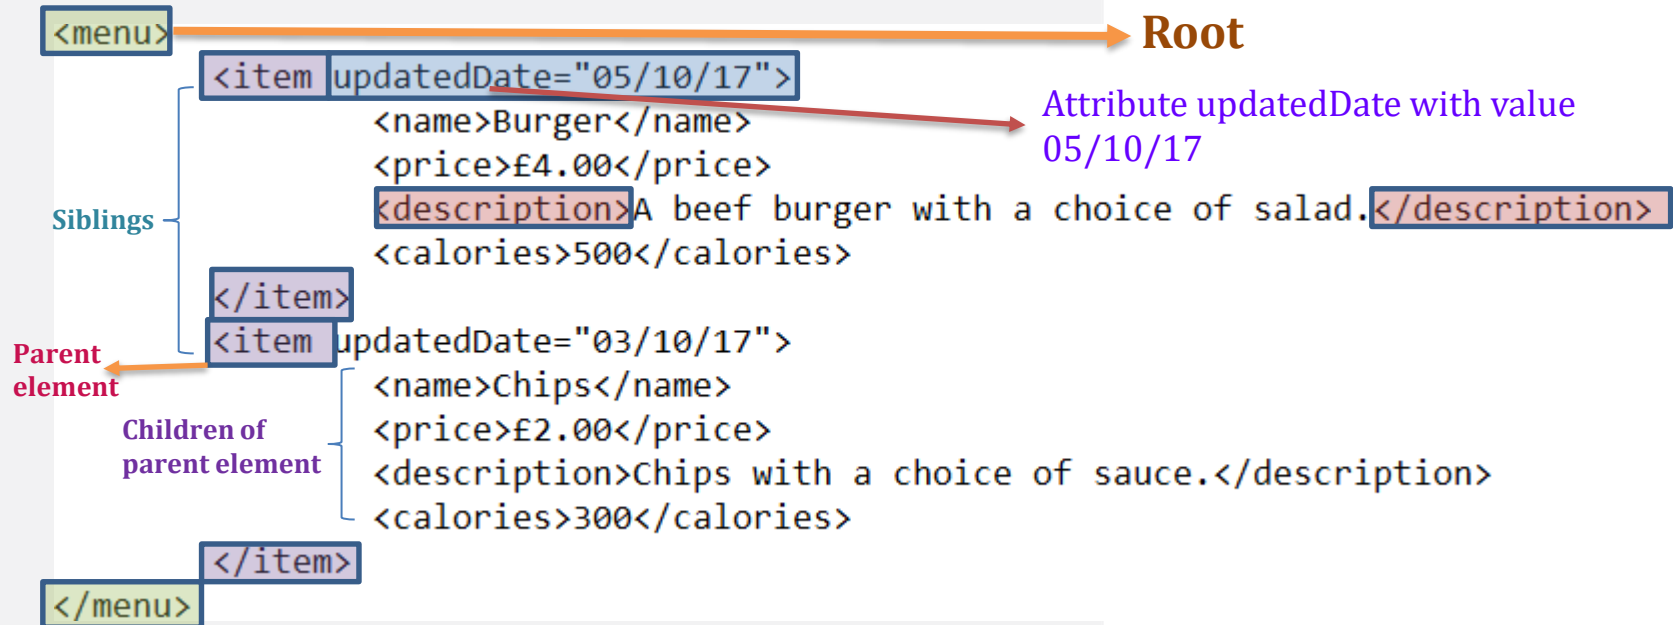 <menu>
Root
<item updatedDate="05/10/17">
Attribute updatedDate with value
05/10/17
<name>Burger</name>
<price>£4.00</price>
Siblings
<description>A beef burger with a choice of salad.</description>
<calories>500</calories>
</item>
<item updatedDate="03/10/17">
Parent
element
<name>Chips</name>
<price>£2.00</price>
Children of
parent element
<description>Chips with a choice of sauce.</description>
<calories>300</calories>
</item>
</menu>